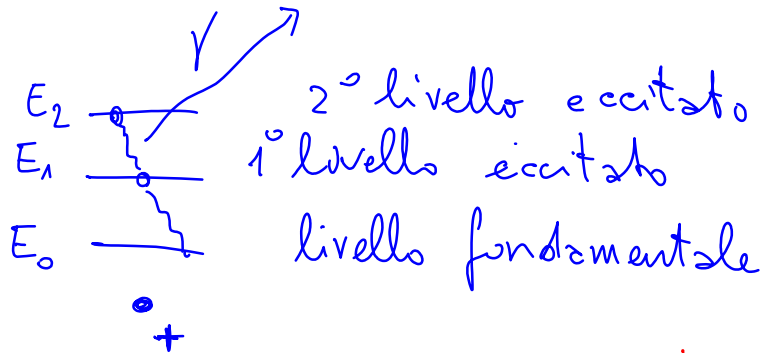 γ
E₂ 2° livello eccitato
E₁ 1° livello eccitato
E₀ livello fondamentale
+